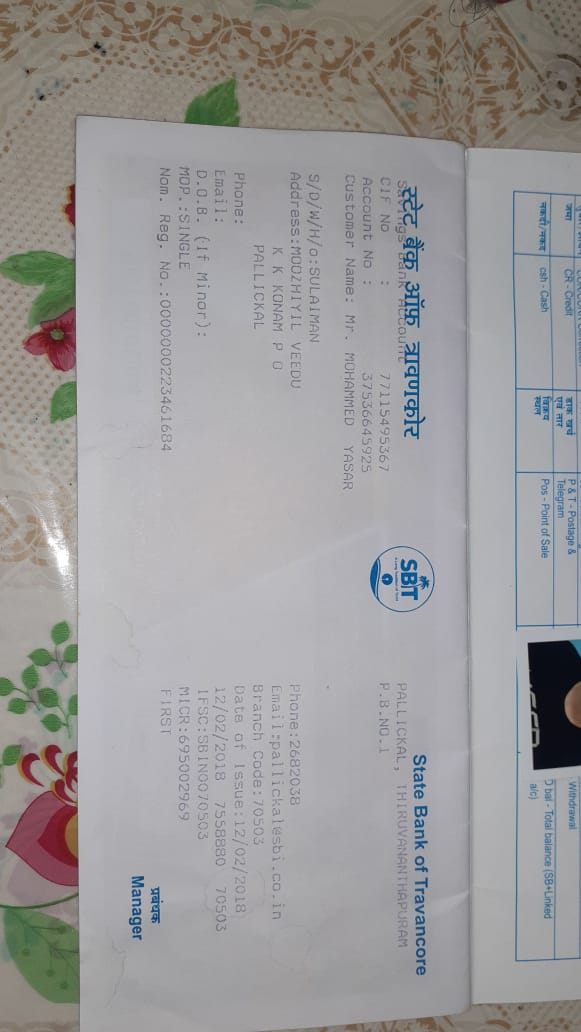 स्टेट बैंक ऑफ़ त्रावणकोर
Savings Bank Account
CIF No : 77115495367
Account No : 37536645925
Customer Name: Mr. MOHAMMED YASAR
S/D/W/H/o:SULAIMAN
Address:MOOZHIYIL VEEDU
K K KONAM P O
PALLICKAL
Phone:
Email:
D.O.B. (If Minor):
MOP.:SINGLE
Nom. Reg. No.:0000000223461684
SBT
State Bank of Travancore
PALLICKAL, THIRUVANANTHAPURAM
P.B.NO.1
Phone:2682038
Email:pallickal@sbi.co.in
Branch Code:70503
Date of Issue:12/02/2018
12/02/2018 7558880 70503
IFSC:SBIN0070503
MICR:695002969
FIRST
प्रबंधक
Manager
जमा
CR - Credit
नकदी/नकद
csh - Cash
डाक खर्च
एवं तार
P & T - Postage &
Telegram
विक्रय
स्थल
Pos - Point of Sale
Withdrawal
bal - Total balance (SB+Linked
a/c)